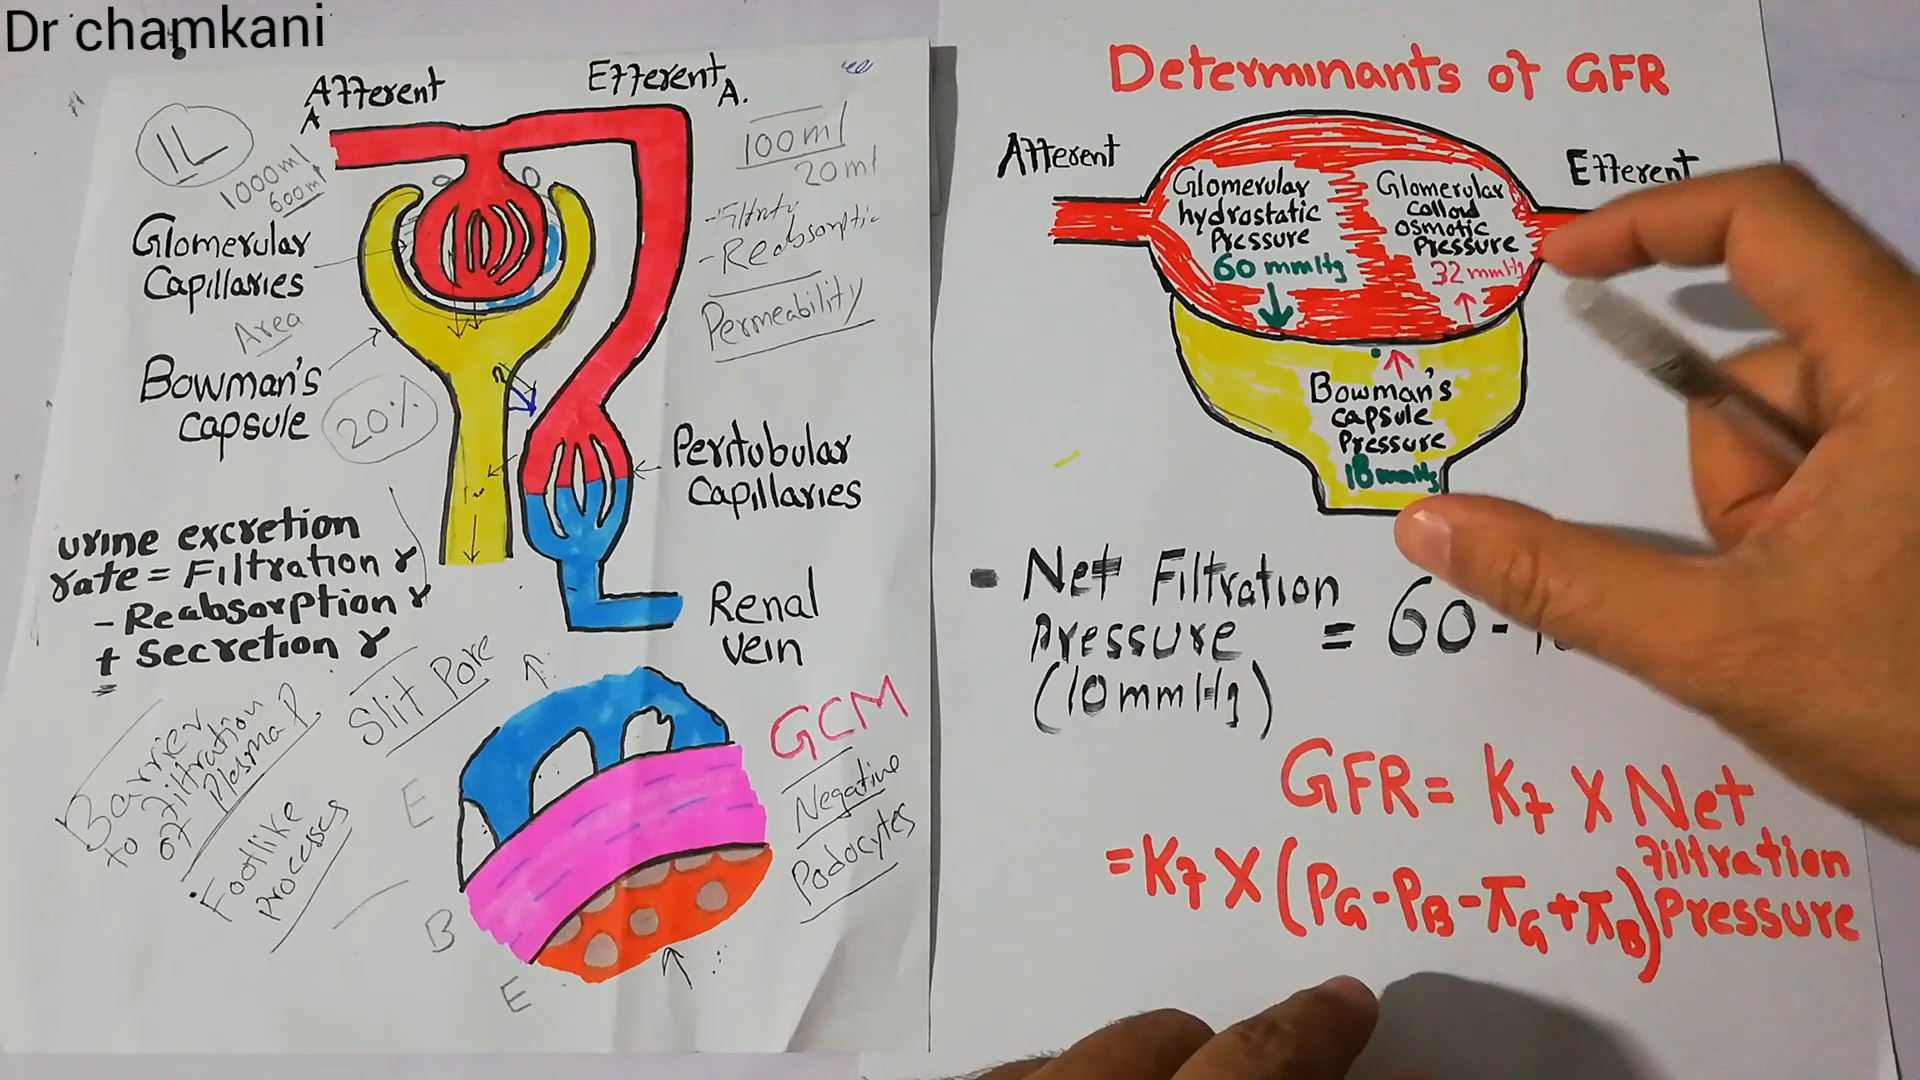 Dr chamkani
Afferent
A
Efferent
A.
1L
1000ml
600ml
100ml
20ml
- Filtrat
- Reabsorptio
Permeability
Glomerular
Capillaries
Area
Bowman's
capsule
20%
Peritubular
Capillaries
urine excretion
rate = Filtration r
- Reabsorption r
+ Secretion r
Renal
vein
Barrier
to Filtration
of Plasma P.
Slit Pore
Footlike
processes
GCM
Negative
Podocytes
E
B
E
Determinants of GFR
Afferent
Efferent
Glomerular
hydrostatic
Pressure
60 mmHg
Glomerular
colloid
osmotic
Pressure
32 mmHg
Bowman's
capsule
Pressure
18 mmHg
- Net Filtration
Pressure = 60 -
(10mmHg)
GFR = Kf X Net
Filtration
Pressure
= Kf X (PG - PB - πG + πB)